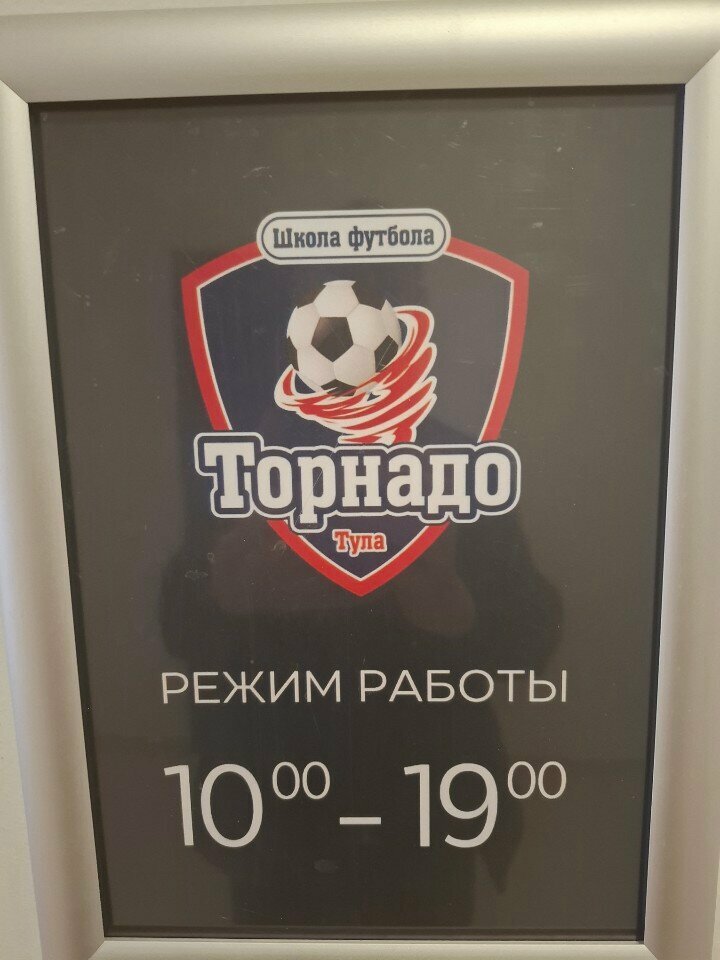 Школа футбола
Торнадо
Тула
РЕЖИМ РАБОТЫ
10⁰⁰ – 19⁰⁰